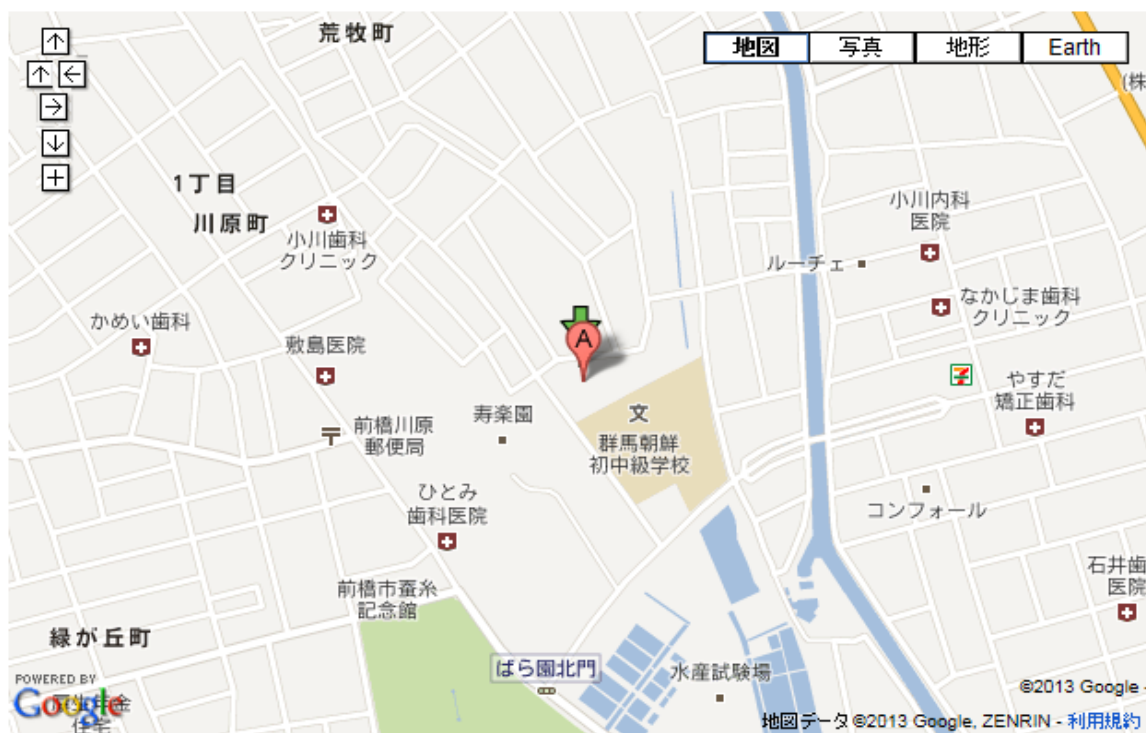 荒牧町
地図
写真
地形
Earth
(株
1丁目
川原町
小川歯科
クリニック
小川内科
医院
ルーチェ
なかじま歯科
クリニック
かめい歯科
敷島医院
A
やすだ
矯正歯科
寿楽園
文
群馬朝鮮
初中級学校
前橋川原
郵便局
ひとみ
歯科医院
コンフォール
石井歯
医院
前橋市蚕糸
記念館
緑が丘町
ばら園北門
水産試験場
POWERED BY
Google
厚生年金
住宅
©2013 Google -
地図データ ©2013 Google, ZENRIN - 利用規約